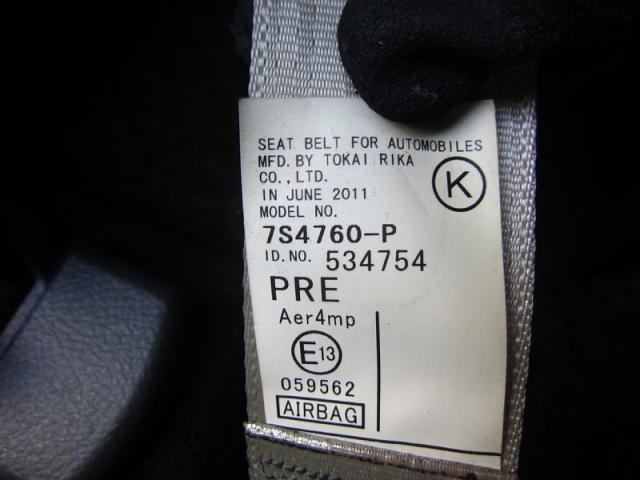 SEAT BELT FOR AUTOMOBILES
MFD. BY TOKAI RIKA
CO., LTD.
K
IN JUNE 2011
MODEL NO.
7S4760-P
ID. NO. 534754
PRE
Aer4mp
E13
059562
AIRBAG